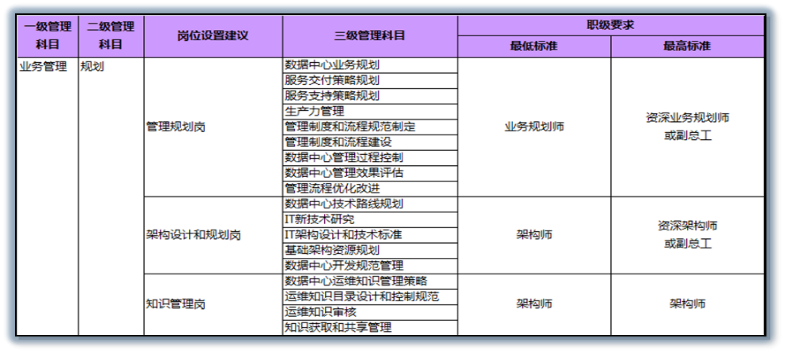 一级管理科目
二级管理科目
岗位设置建议
三级管理科目
职级要求
最低标准
最高标准
业务管理
规划
管理规划岗
数据中心业务规划
服务交付策略规划
服务支持策略规划
生产力管理
管理制度和流程规范制定
管理制度和流程建设
数据中心管理过程控制
数据中心管理效果评估
管理流程优化改进
业务规划师
资深业务规划师
或副总工
架构设计和规划岗
数据中心技术路线规划
IT新技术研究
IT架构设计和技术标准
基础架构资源规划
数据中心开发规范管理
架构师
资深架构师
或副总工
知识管理岗
数据中心运维知识管理策略
运维知识目录设计和控制规范
运维知识审核
知识获取和共享管理
架构师
架构师